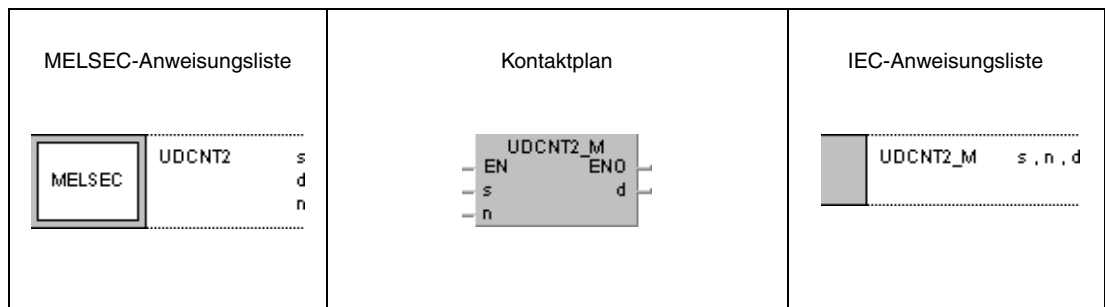 MELSEC-Anweisungsliste
MELSEC
UDCNT2 s
d
n
Kontaktplan
UDCNT2_M
EN ENO
s d
n
IEC-Anweisungsliste
UDCNT2_M s , n , d